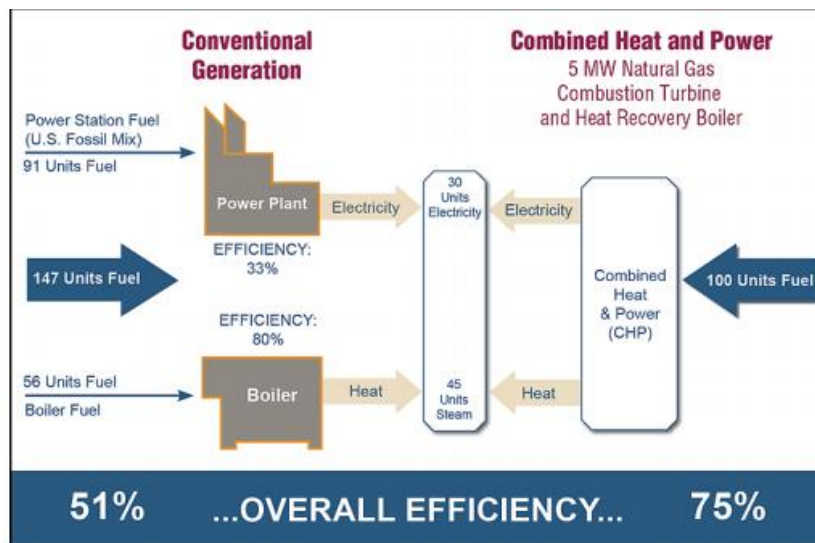 Conventional
Generation
Combined Heat and Power
5 MW Natural Gas
Combustion Turbine
and Heat Recovery Boiler
Power Station Fuel
(U.S. Fossil Mix)
91 Units Fuel
Power Plant
Electricity
30
Units
Electricity
Electricity
EFFICIENCY:
33%
147 Units Fuel
Combined
Heat
& Power
(CHP)
100 Units Fuel
EFFICIENCY:
80%
56 Units Fuel
Boiler Fuel
Boiler
Heat
45
Units
Steam
Heat
51% ...OVERALL EFFICIENCY... 75%